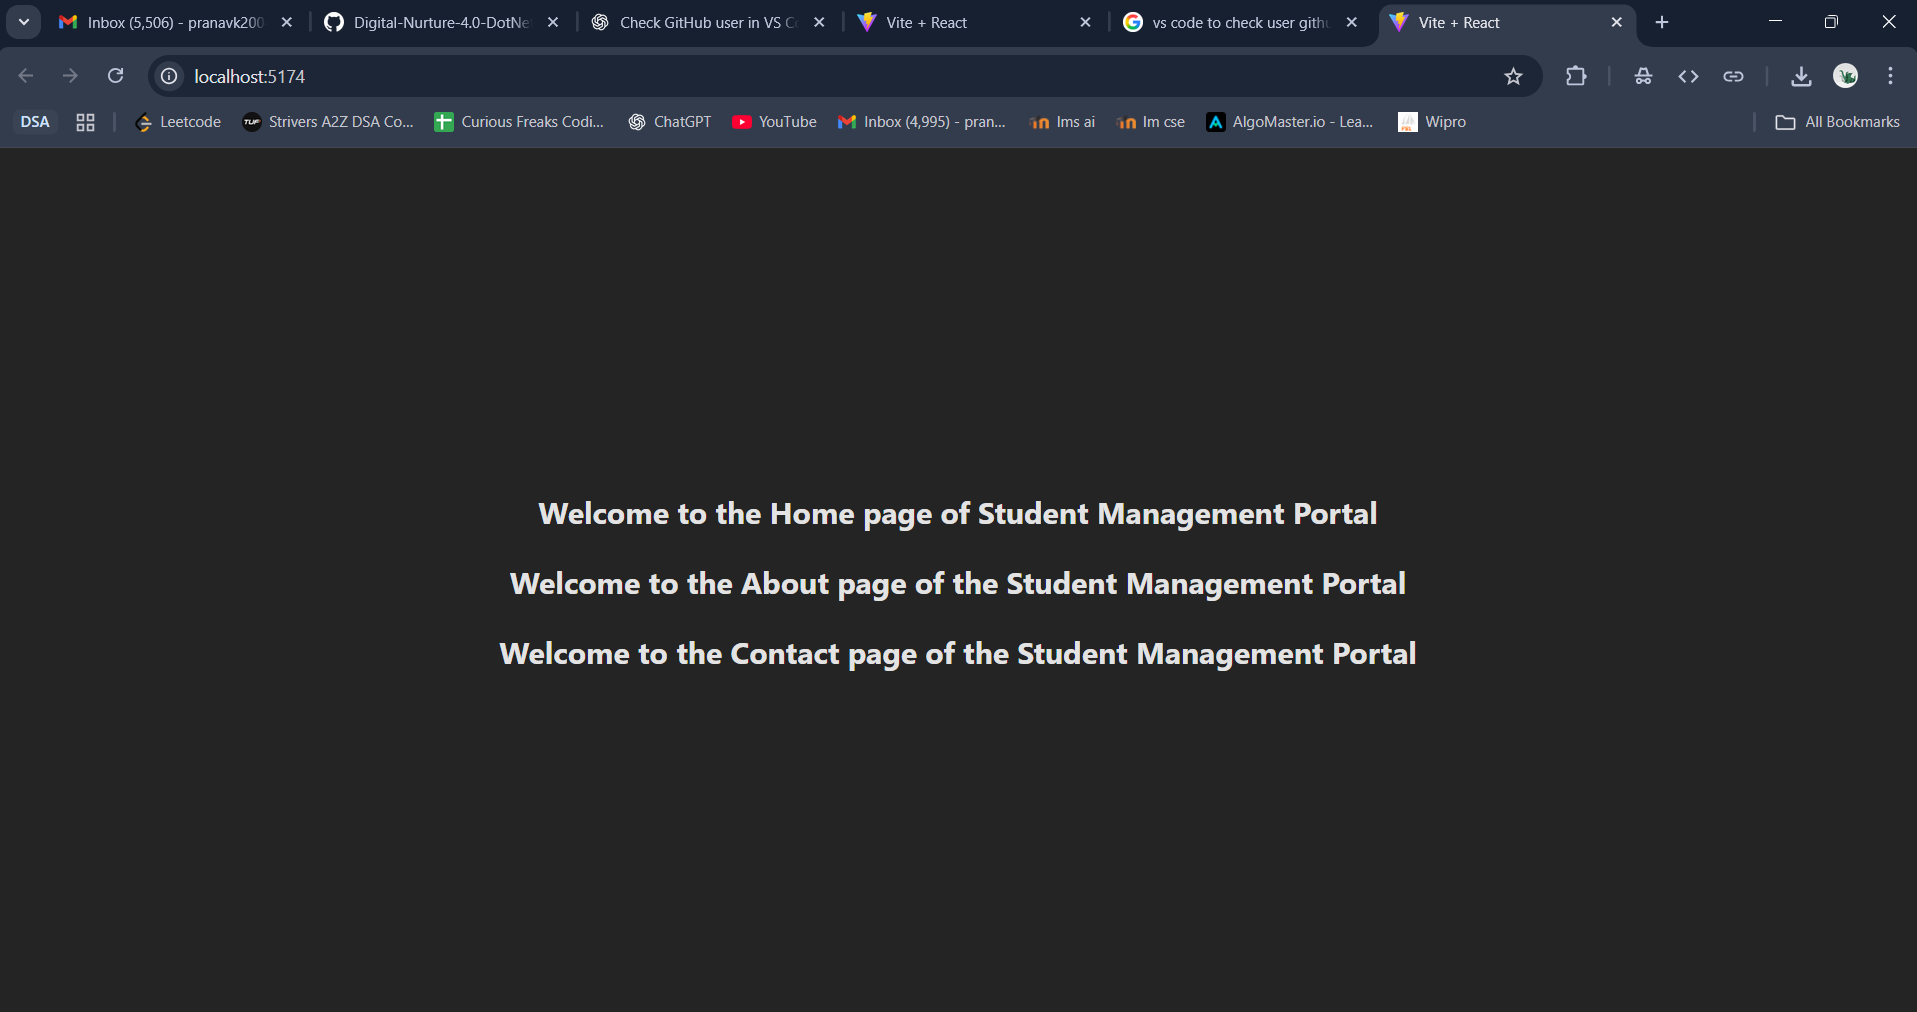 Inbox (5,506) - pranavk200
Digital-Nurture-4.0-DotNe
Check GitHub user in VS C
Vite + React
vs code to check user gith
Vite + React
localhost:5174
DSA
Leetcode
Strivers A2Z DSA Co...
Curious Freaks Codi...
ChatGPT
YouTube
Inbox (4,995) - pran...
lms ai
lm cse
AlgoMaster.io - Lea...
Wipro
All Bookmarks
Welcome to the Home page of Student Management Portal
Welcome to the About page of the Student Management Portal
Welcome to the Contact page of the Student Management Portal